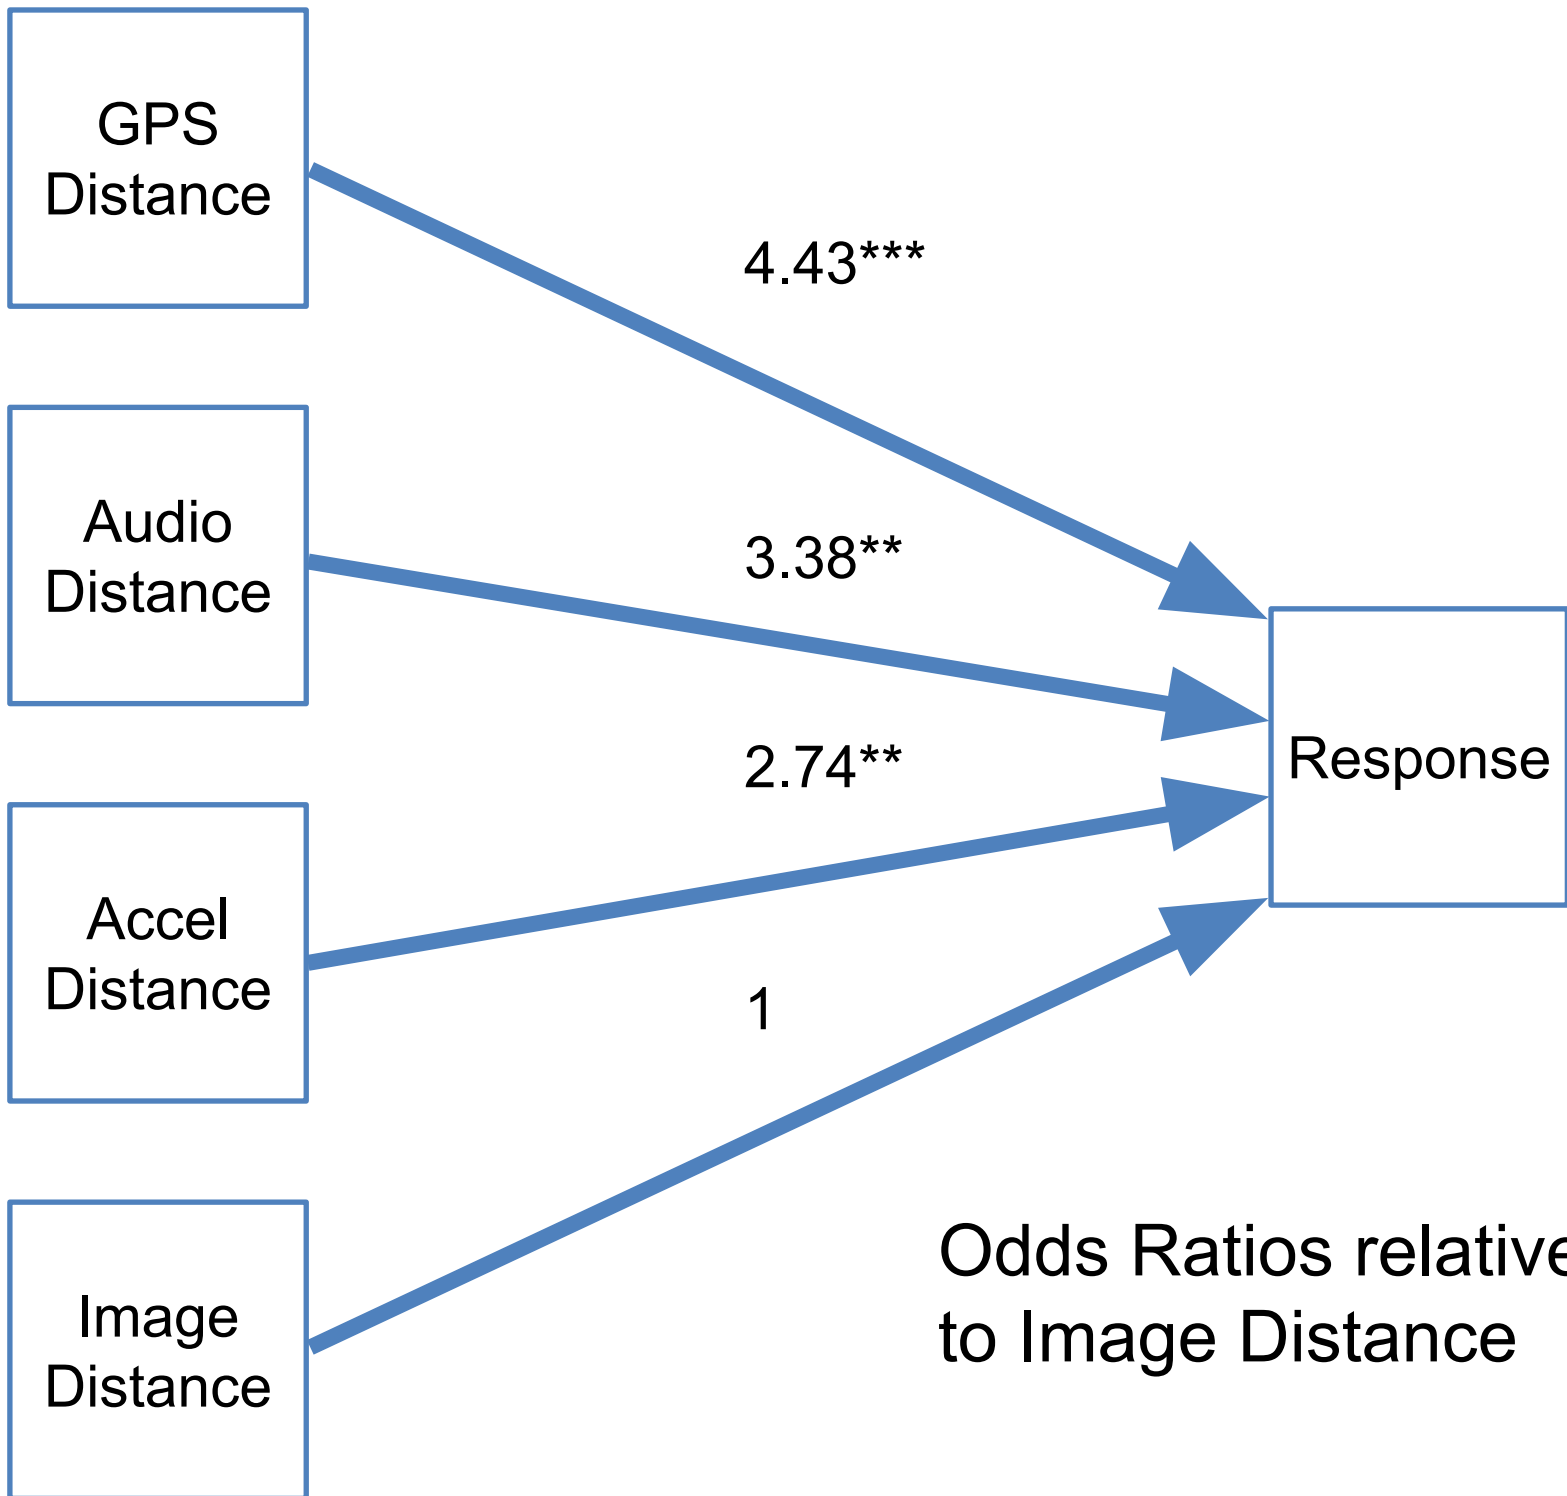 GPS
Distance
4.43***
Audio
Distance
3.38**
2.74**
Response
Accel
Distance
1
Image
Distance
Odds Ratios relative
to Image Distance